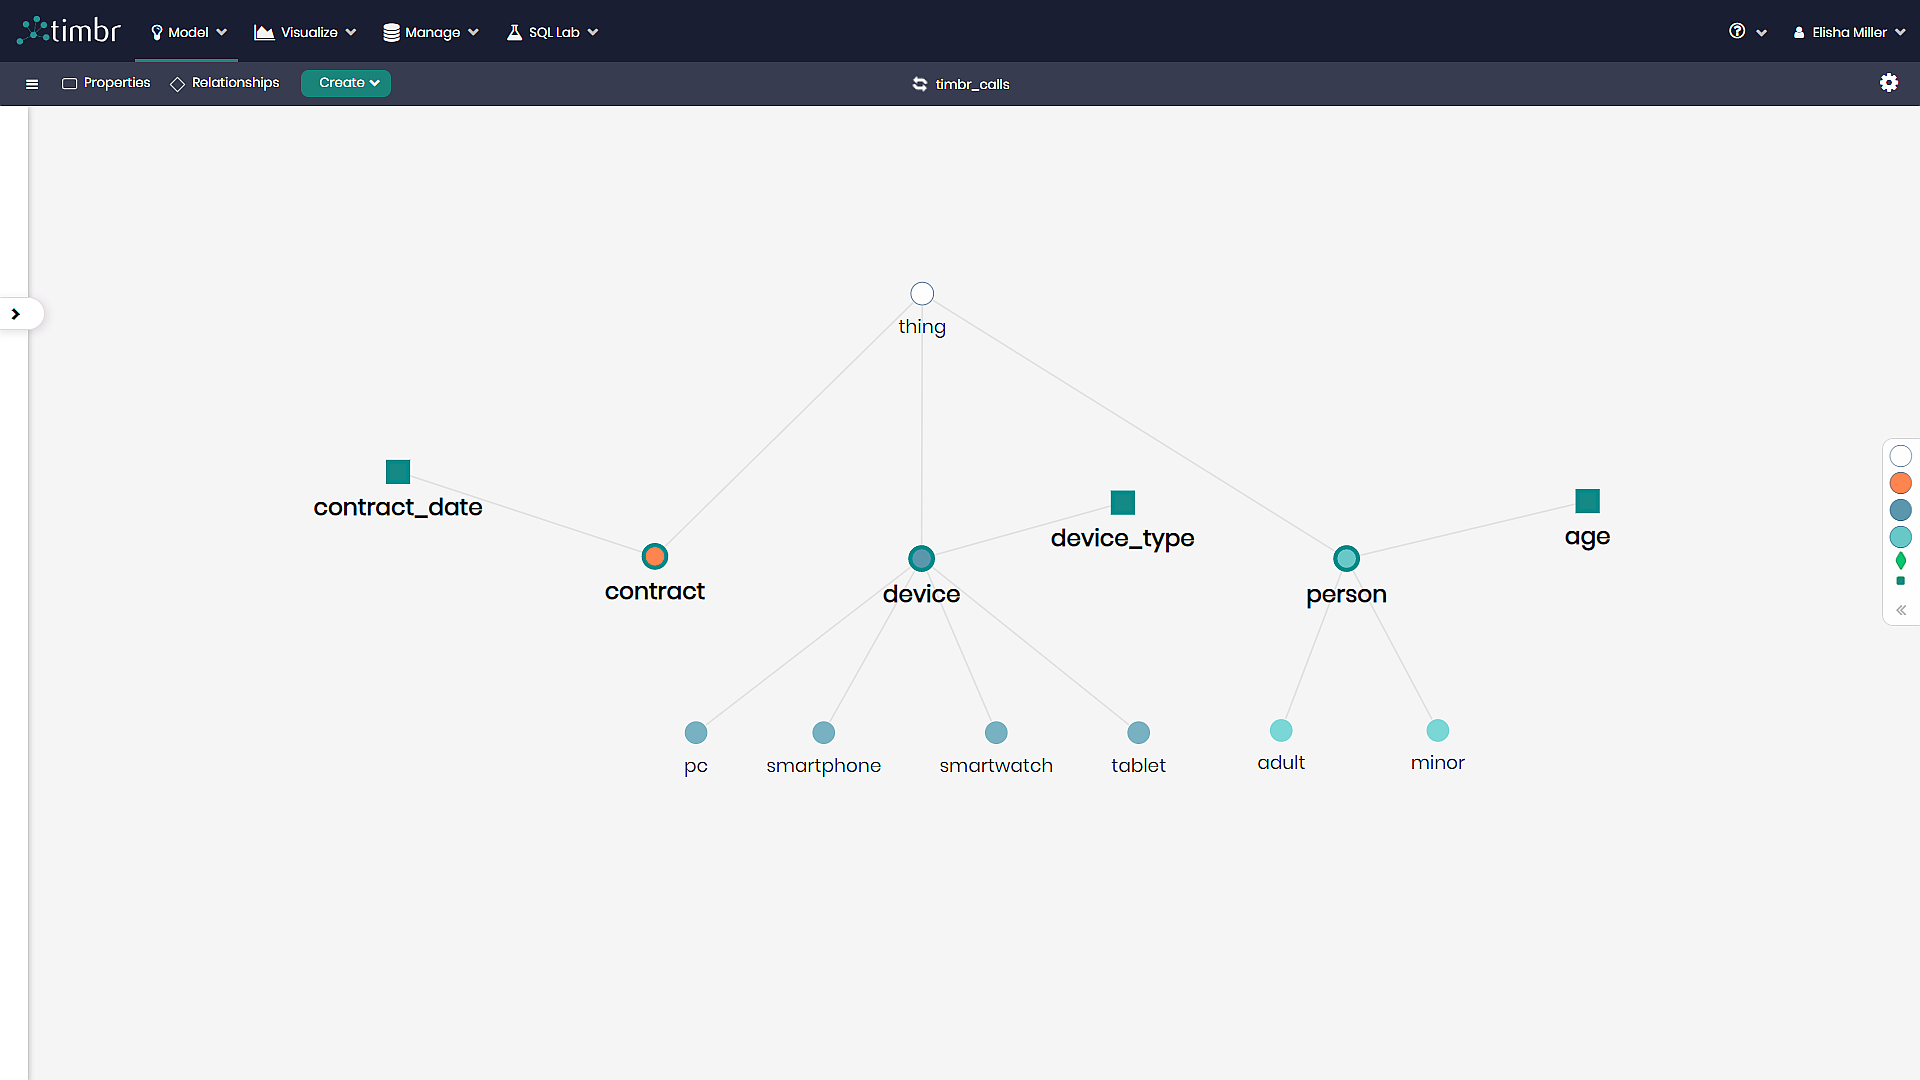 timbr Model Visualize Manage SQL Lab Elisha Miller
Properties Relationships Create timbr_calls
thing
contract_date
device_type
age
contract
device
person
pc
smartphone
smartwatch
tablet
adult
minor